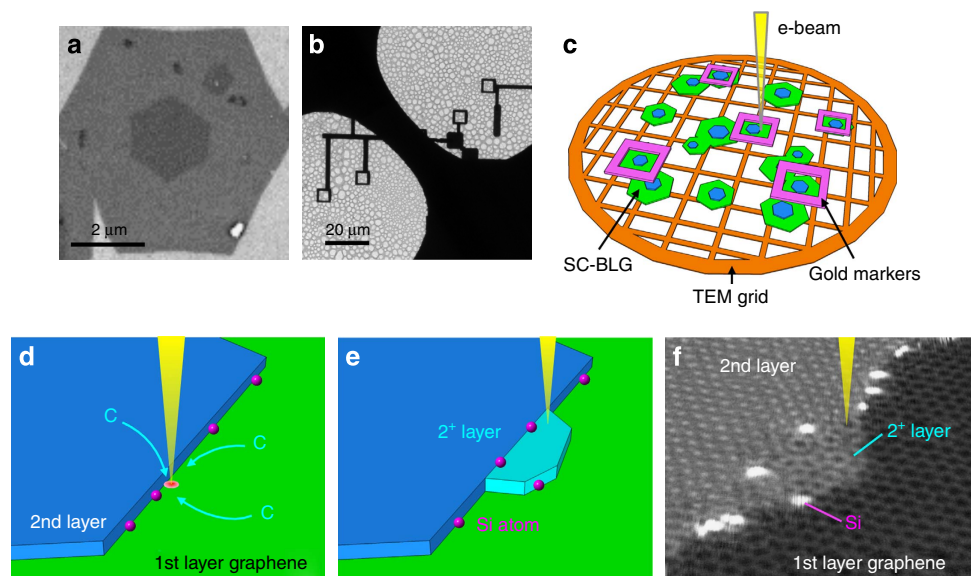 a
2 μm
b
20 μm
c
e-beam
SC-BLG
TEM grid
Gold markers
d
C
C
C
2nd layer
1st layer graphene
e
2⁺ layer
Si atom
f
2nd layer
2⁺ layer
Si
1st layer graphene